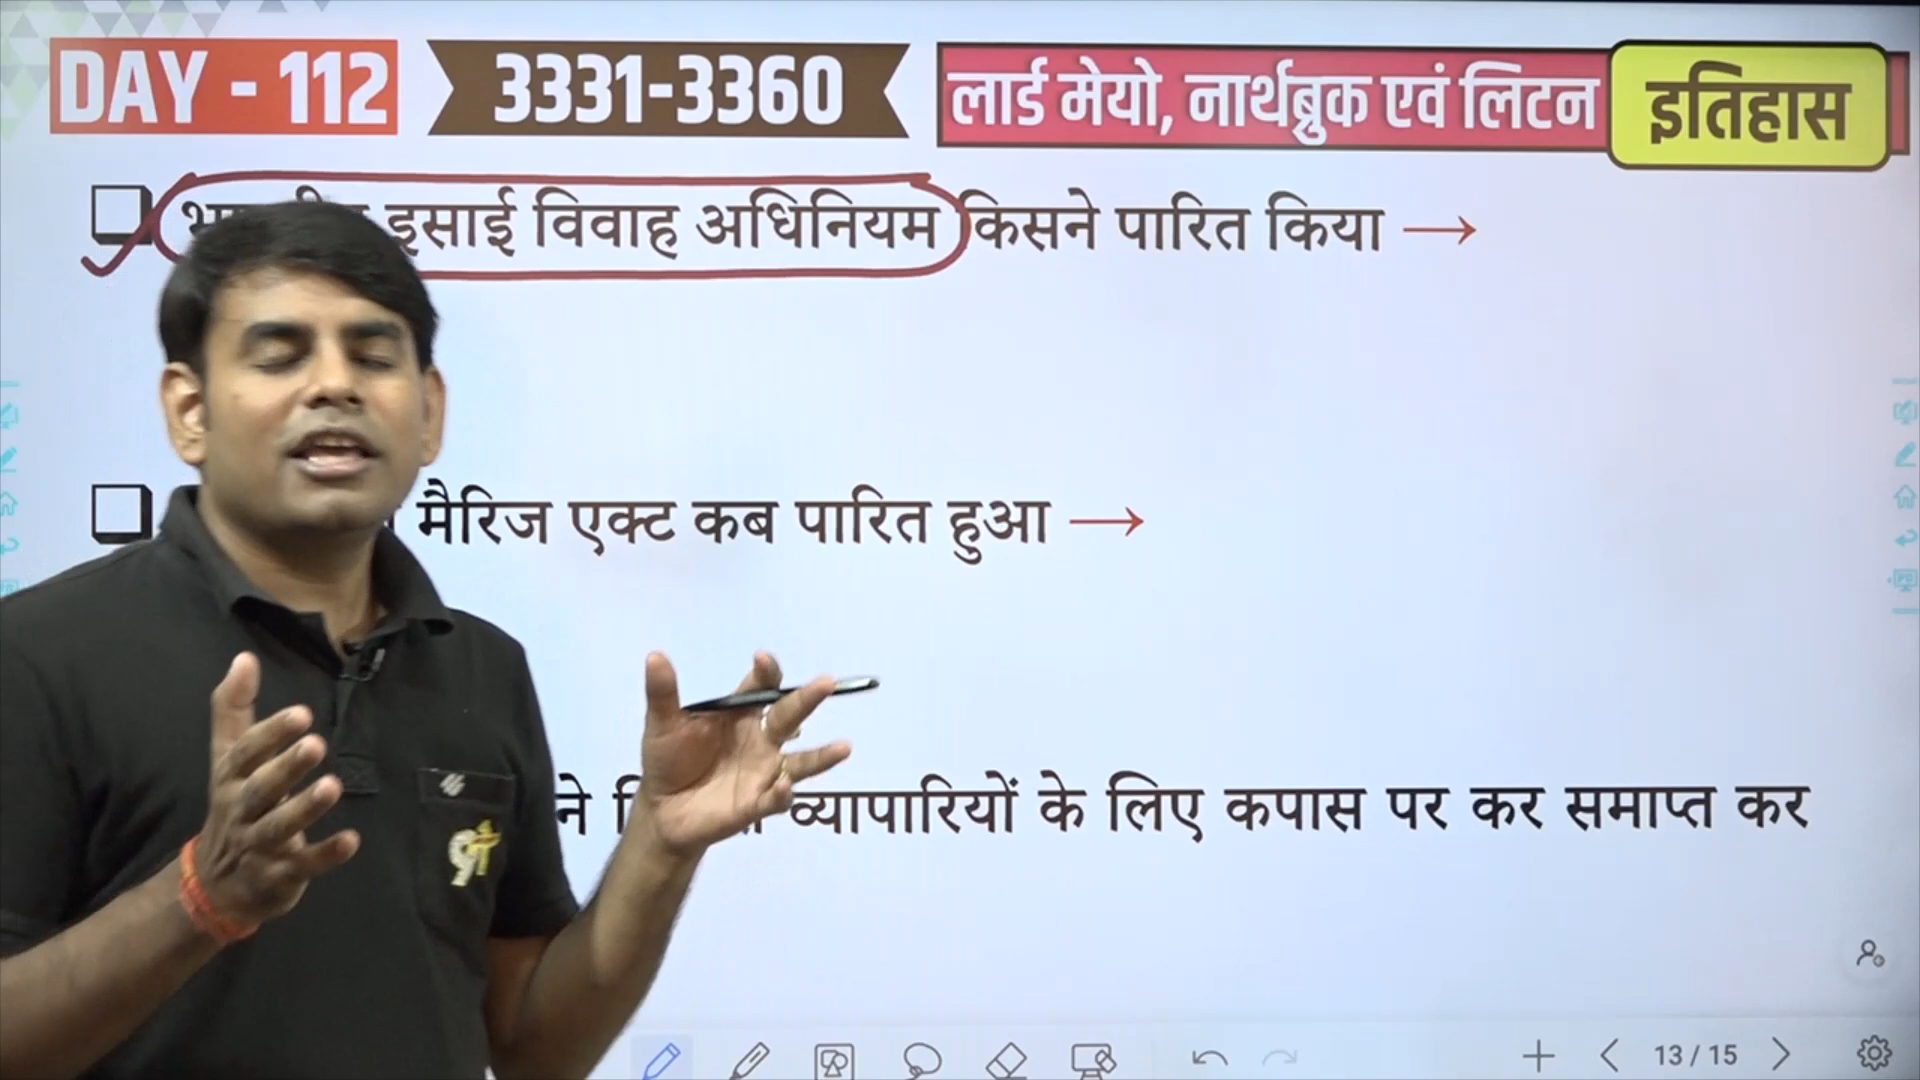 DAY - 112
3331-3360
लार्ड मेयो, नार्थब्रुक एवं लिटन
इतिहास
इसाई विवाह अधिनियम किसने पारित किया →
मैरिज एक्ट कब पारित हुआ →
ने व्यापारियों के लिए कपास पर कर समाप्त कर
13 / 15